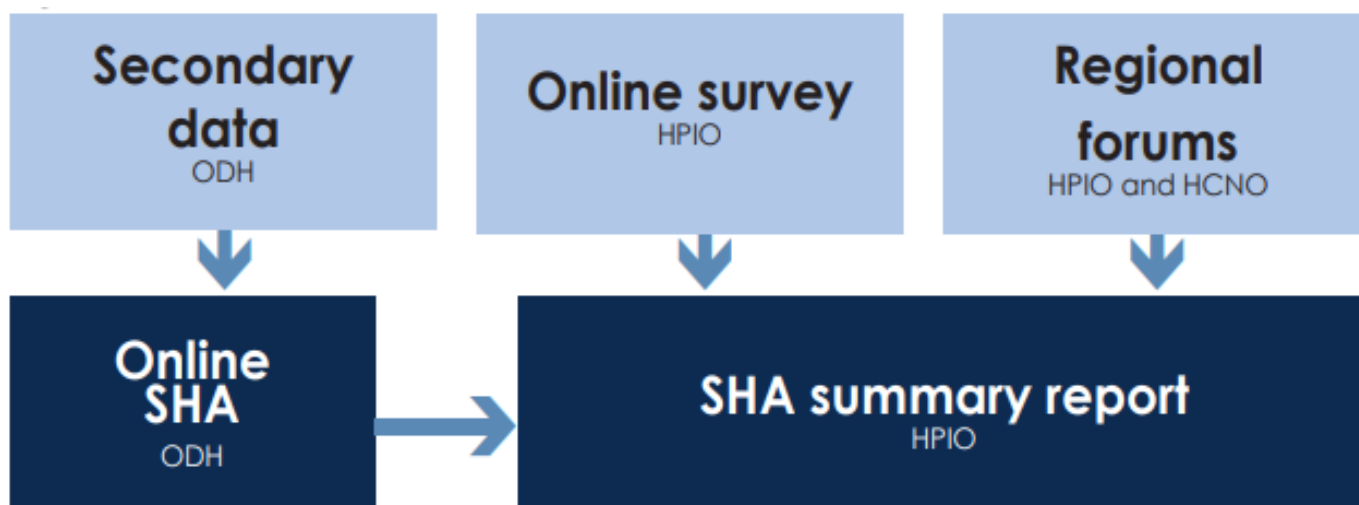 Secondary
data
ODH
Online survey
HPIO
Regional
forums
HPIO and HCNO
Online
SHA
ODH
SHA summary report
HPIO